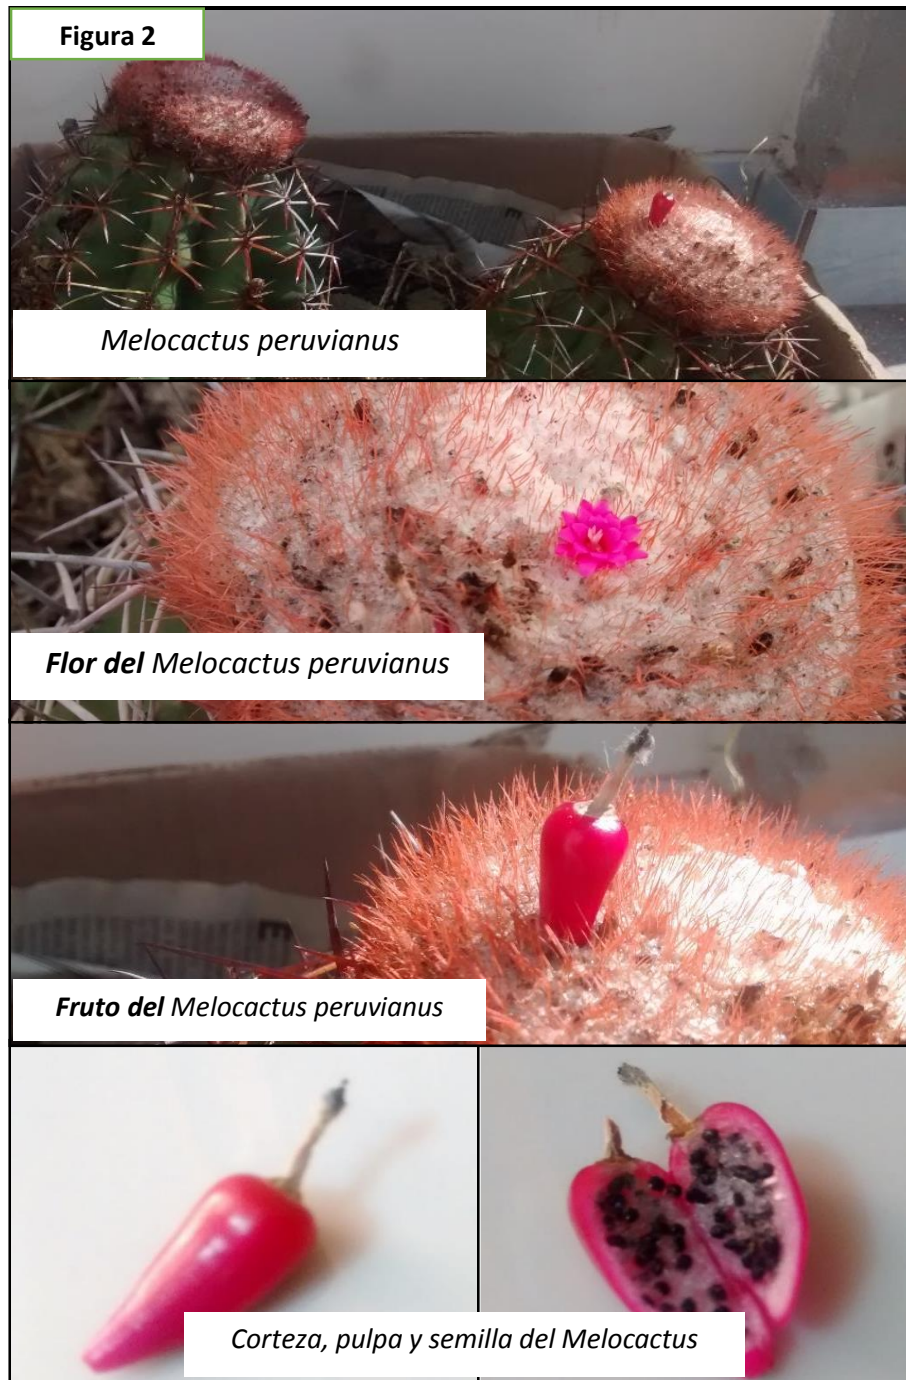 Figura 2
Melocactus peruvianus
Flor del Melocactus peruvianus
Fruto del Melocactus peruvianus
Corteza, pulpa y semilla del Melocactus